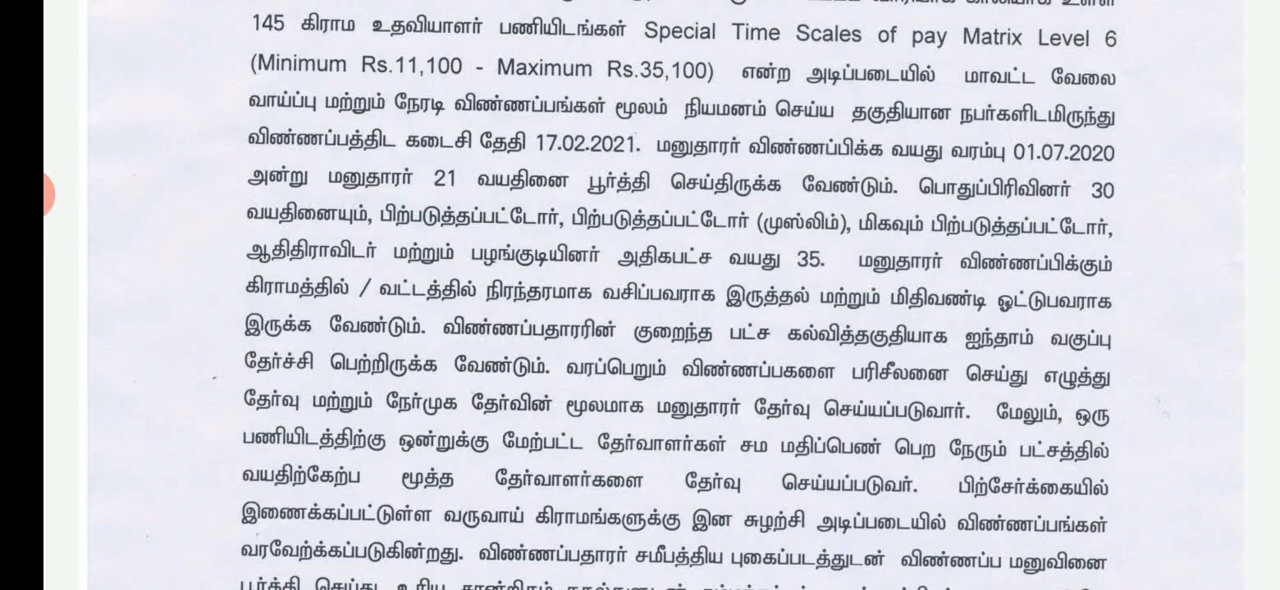 145 கிராம உதவியாளர் பணியிடங்கள் Special Time Scales of pay Matrix Level 6
(Minimum Rs.11,100 - Maximum Rs.35,100) என்ற அடிப்படையில் மாவட்ட வேலை
வாய்ப்பு மற்றும் நேரடி விண்ணப்பங்கள் மூலம் நியமனம் செய்ய தகுதியான நபர்களிடமிருந்து
விண்ணப்பத்திட கடைசி தேதி 17.02.2021. மனுதாரர் விண்ணப்பிக்க வயது வரம்பு 01.07.2020
அன்று மனுதாரர் 21 வயதினை பூர்த்தி செய்திருக்க வேண்டும். பொதுப்பிரிவினர் 30
வயதினையும், பிற்படுத்தப்பட்டோர், பிற்படுத்தப்பட்டோர் (முஸ்லிம்), மிகவும் பிற்படுத்தப்பட்டோர்,
ஆதிதிராவிடர் மற்றும் பழங்குடியினர் அதிகபட்ச வயது 35. மனுதாரர் விண்ணப்பிக்கும்
கிராமத்தில் / வட்டத்தில் நிரந்தரமாக வசிப்பவராக இருத்தல் மற்றும் மிதிவண்டி ஓட்டுபவராக
இருக்க வேண்டும். விண்ணப்பதாரரின் குறைந்த பட்ச கல்வித்தகுதியாக ஐந்தாம் வகுப்பு
தேர்ச்சி பெற்றிருக்க வேண்டும். வரப்பெறும் விண்ணப்பகளை பரிசீலனை செய்து எழுத்து
தேர்வு மற்றும் நேர்முக தேர்வின் மூலமாக மனுதாரர் தேர்வு செய்யப்படுவார். மேலும், ஒரு
பணியிடத்திற்கு ஒன்றுக்கு மேற்பட்ட தேர்வாளர்கள் சம மதிப்பெண் பெற நேரும் பட்சத்தில்
வயதிற்கேற்ப மூத்த தேர்வாளர்களை தேர்வு செய்யப்படுவர். பிற்சேர்க்கையில்
இணைக்கப்பட்டுள்ள வருவாய் கிராமங்களுக்கு இன சுழற்சி அடிப்படையில் விண்ணப்பங்கள்
வரவேற்க்கப்படுகின்றது. விண்ணப்பதாரர் சமீபத்திய புகைப்படத்துடன் விண்ணப்ப மனுவினை